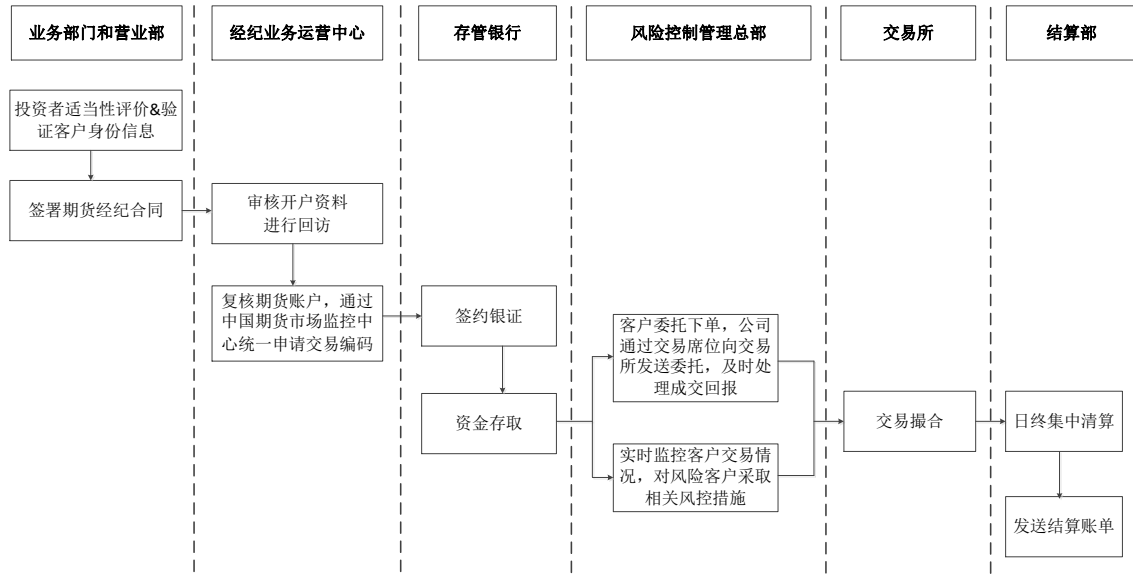 业务部门和营业部
经纪业务运营中心
存管银行
风险控制管理总部
交易所
结算部
投资者适当性评价&验
证客户身份信息
签署期货经纪合同
审核开户资料
进行回访
复核期货账户，通过
中国期货市场监控中
心统一申请交易编码
签约银证
资金存取
客户委托下单，公司
通过交易席位向交易
所发送委托，及时处
理成交回报
实时监控客户交易情
况，对风险客户采取
相关风控措施
交易撮合
日终集中清算
发送结算账单